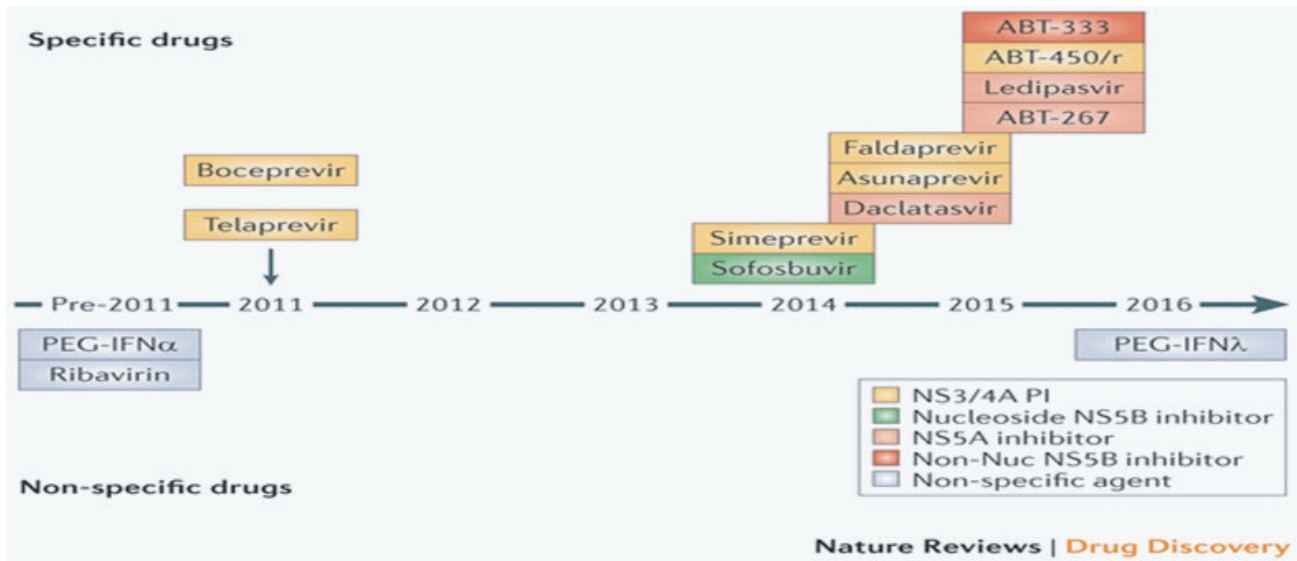 Specific drugs
ABT-333
ABT-450/r
Ledipasvir
ABT-267
Boceprevir
Telaprevir
Faldaprevir
Asunaprevir
Daclatasvir
Simeprevir
Sofosbuvir
Pre-2011 2011 2012 2013 2014 2015 2016
PEG-IFNα
Ribavirin
PEG-IFNλ
NS3/4A PI
Nucleoside NS5B inhibitor
NS5A inhibitor
Non-Nuc NS5B inhibitor
Non-specific agent
Non-specific drugs
Nature Reviews | Drug Discovery